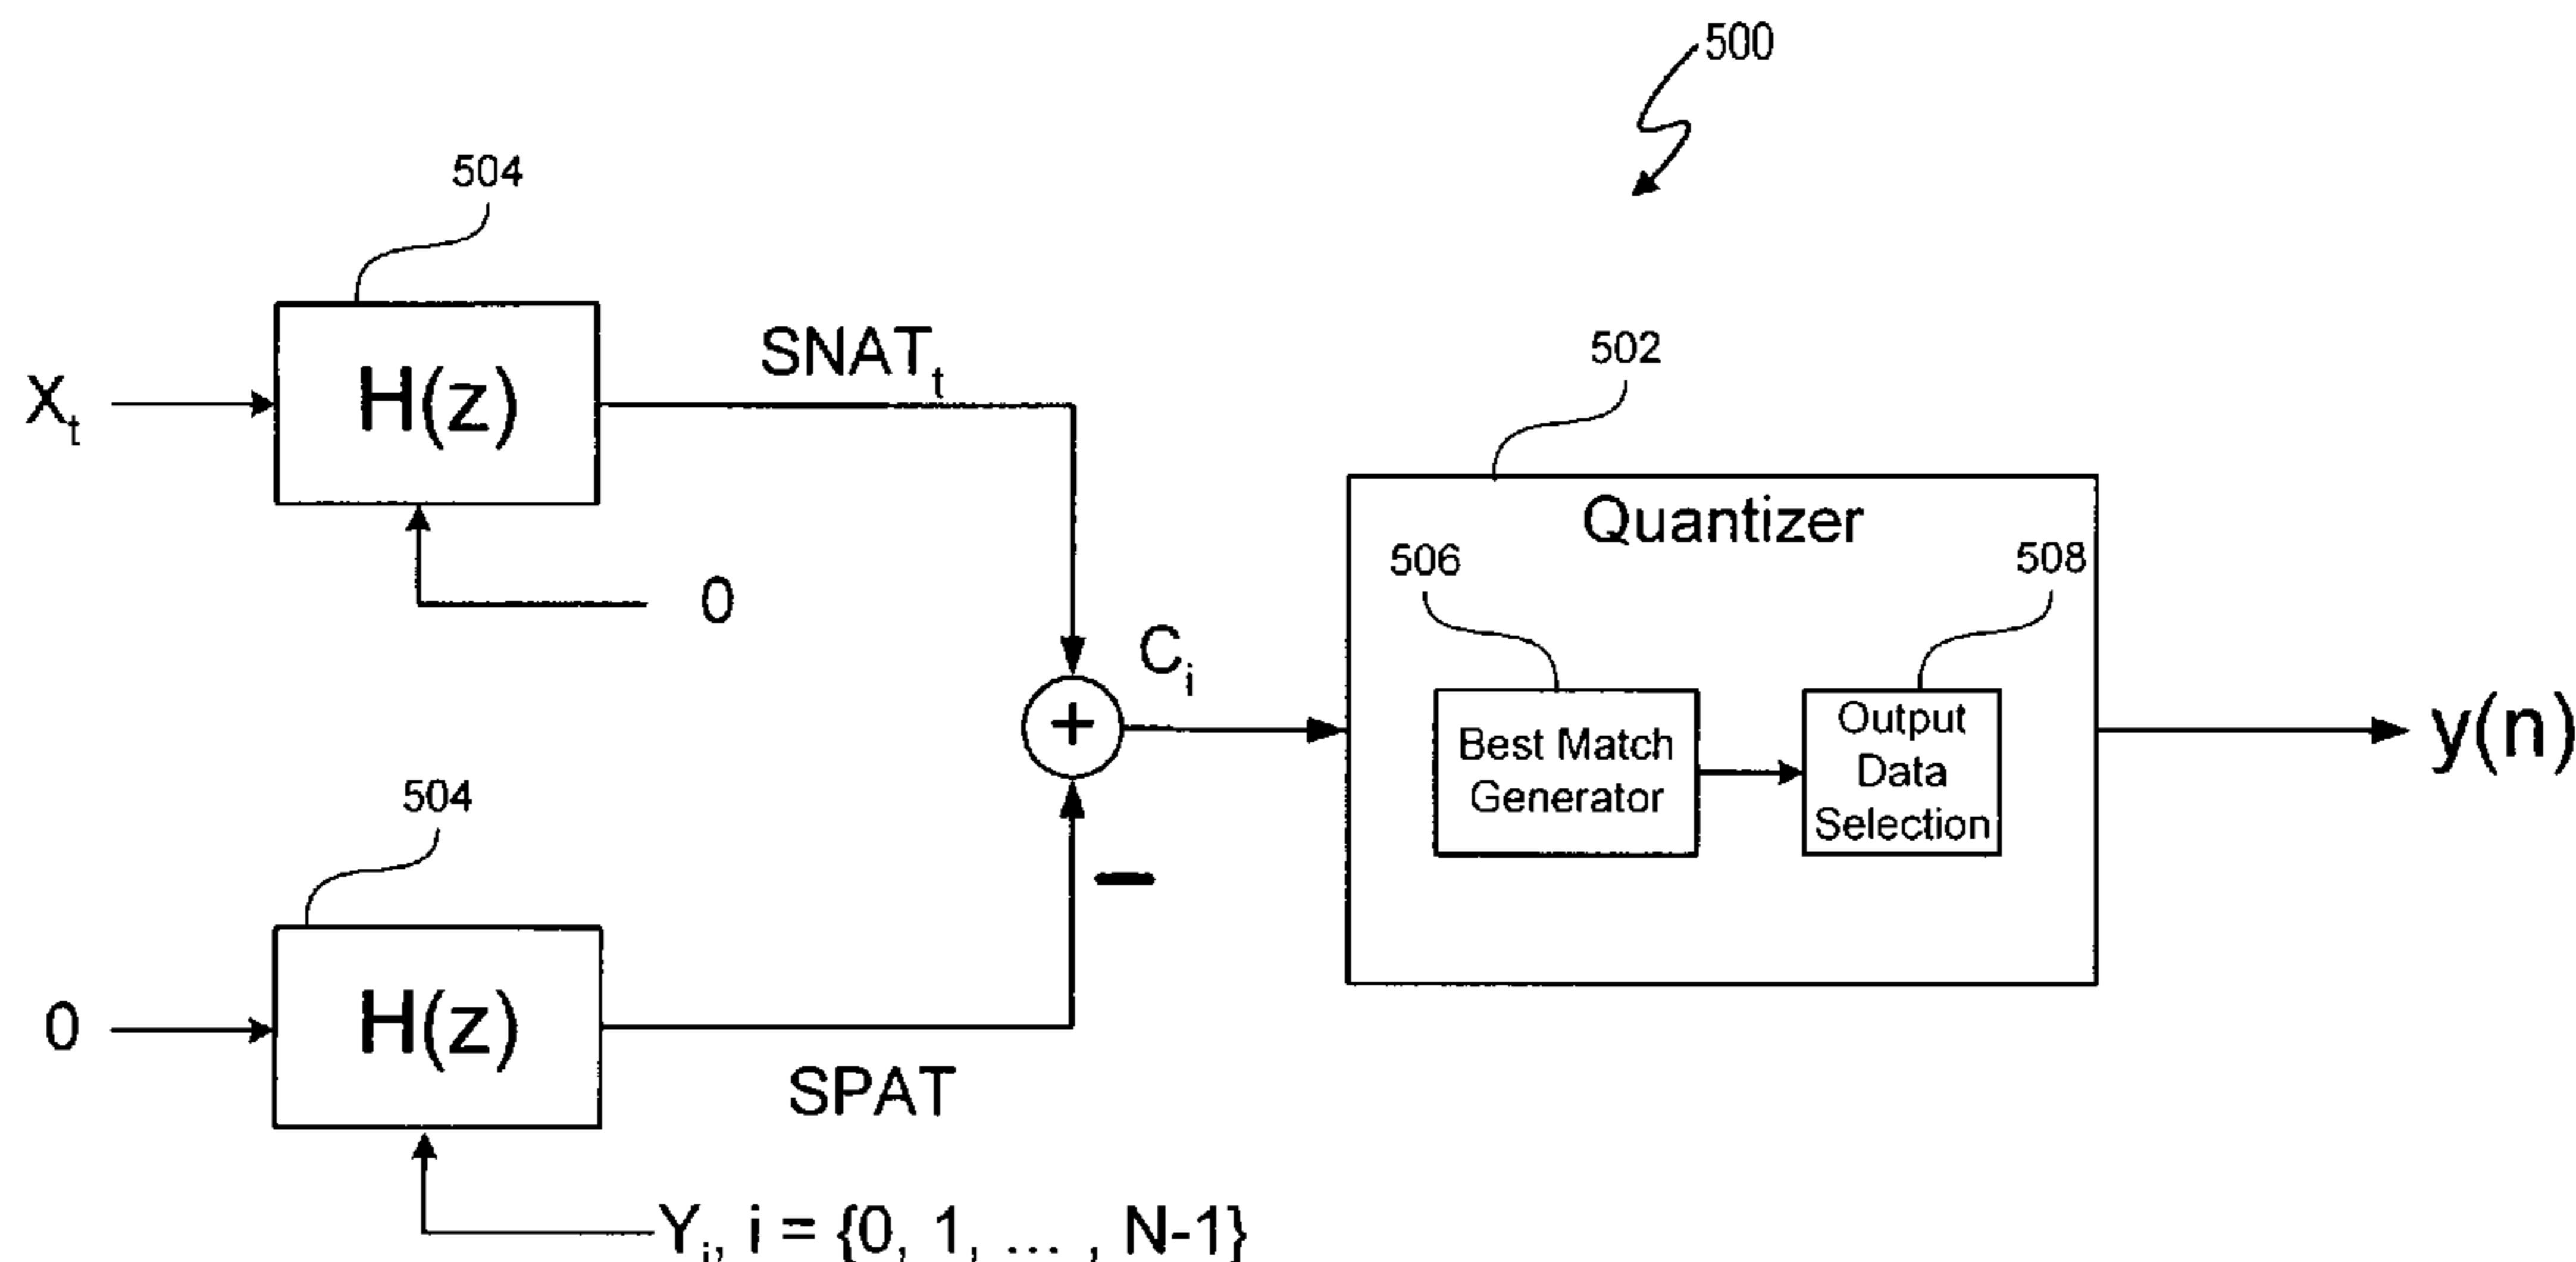 500
504
X_t
H(z)
SNAT_t
0
502
Quantizer
506
508
C_i
+
Best Match
Generator
Output
Data
Selection
y(n)
504
0
H(z)
–
SPAT
Y_i, i = {0, 1, ... , N-1}